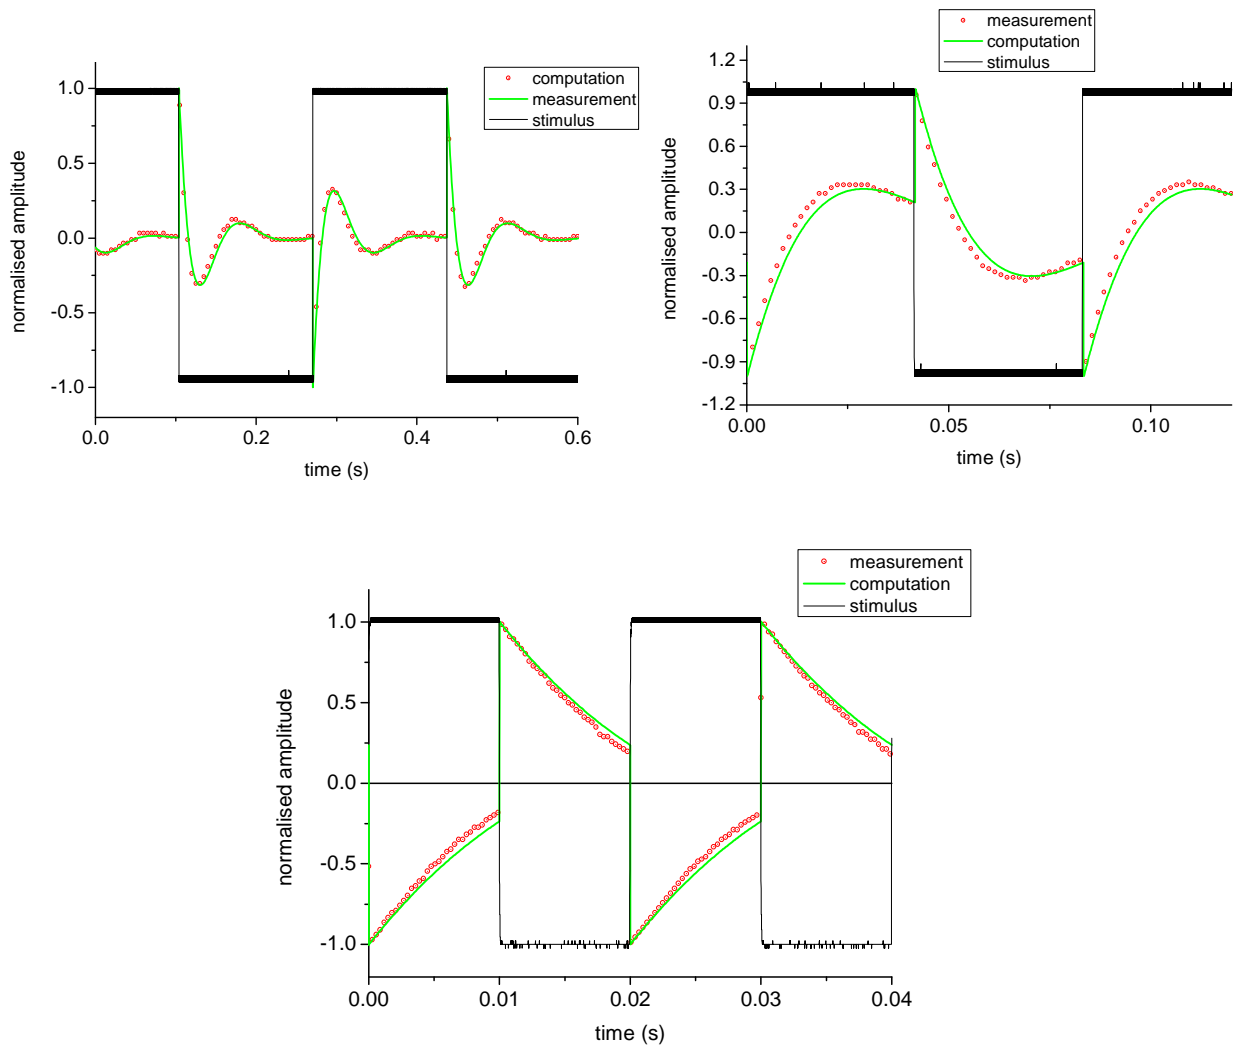 computation
measurement
stimulus
1.0
0.5
0.0
-0.5
-1.0
normalised amplitude
0.0
0.2
0.4
0.6
time (s)
measurement
computation
stimulus
1.2
0.9
0.6
0.3
0.0
-0.3
-0.6
-0.9
-1.2
normalised amplitude
0.00
0.05
0.10
time (s)
measurement
computation
stimulus
1.0
0.5
0.0
-0.5
-1.0
normalised amplitude
0.00
0.01
0.02
0.03
0.04
time (s)